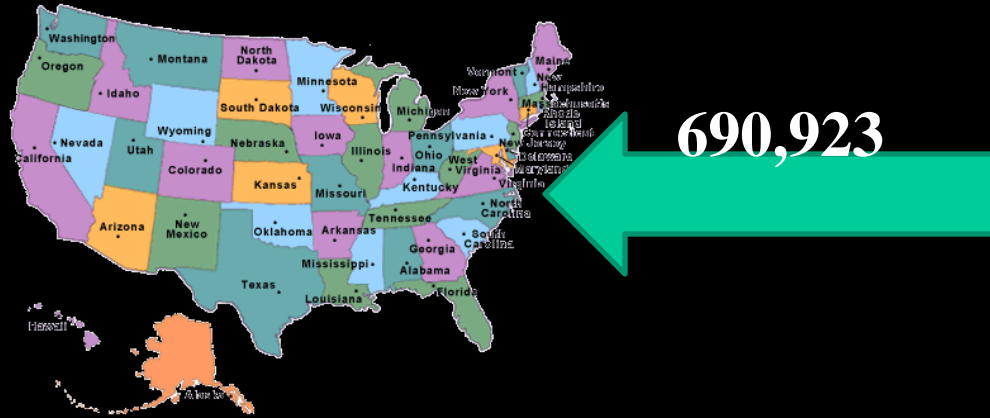 Washington
Montana
North
Dakota
Minnesota
Maine
Oregon
Idaho
Vermont
New
Hampshire
South Dakota
Wisconsin
New York
Massachusetts
Rhode
Island
Michigan
Wyoming
Iowa
Pennsylvania
Connecticut
New Jersey
690,923
Nevada
Nebraska
Illinois
Ohio
Delaware
California
Utah
Colorado
Indiana
West
Virginia
Maryland
Kansas
Missouri
Kentucky
Virginia
Arizona
New
Mexico
Oklahoma
Arkansas
Tennessee
North
Carolina
South
Carolina
Texas
Mississippi
Alabama
Georgia
Louisiana
Florida
Hawaii
Alaska